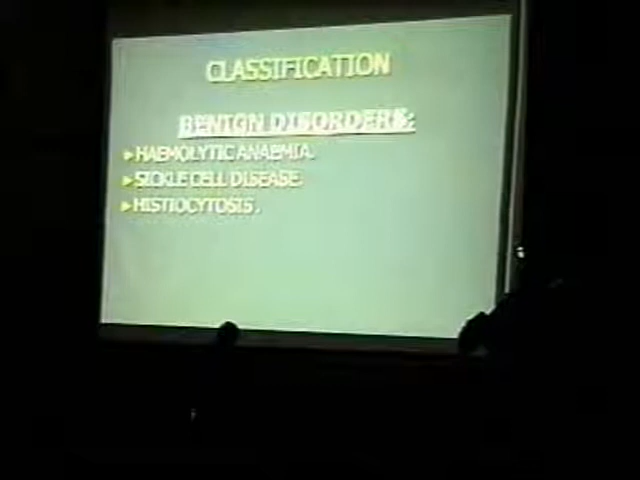 CLASSIFICATION
BENIGN DISORDERS:
►HAEMOLYTIC ANAEMIA.
►SICKLE CELL DISEASE.
►HISTIOCYTOSIS .